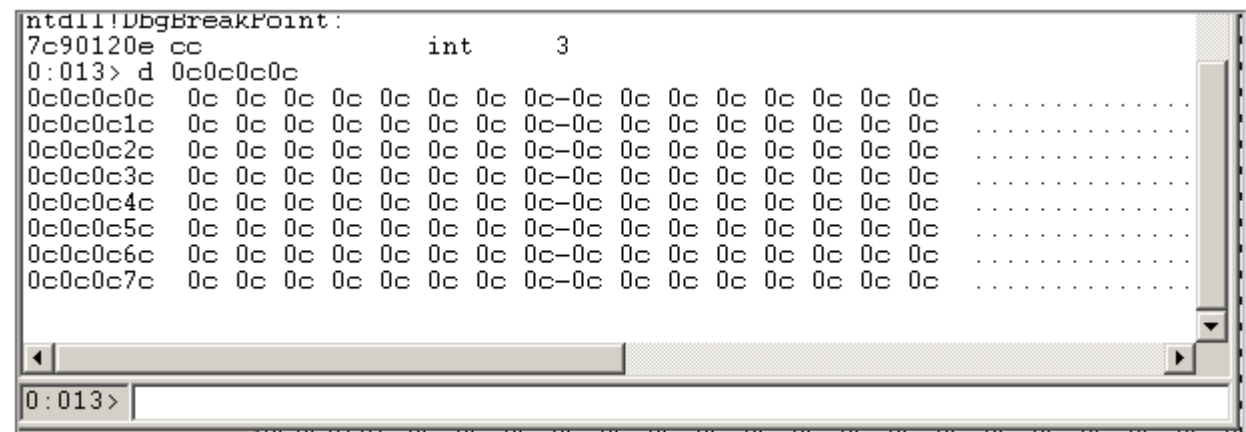 ntdll!DbgBreakPoint:
7c90120e cc              int     3
0:013> d 0c0c0c0c
0c0c0c0c  0c 0c 0c 0c 0c 0c 0c 0c-0c 0c 0c 0c 0c 0c 0c 0c  ...............
0c0c0c1c  0c 0c 0c 0c 0c 0c 0c 0c-0c 0c 0c 0c 0c 0c 0c 0c  ...............
0c0c0c2c  0c 0c 0c 0c 0c 0c 0c 0c-0c 0c 0c 0c 0c 0c 0c 0c  ...............
0c0c0c3c  0c 0c 0c 0c 0c 0c 0c 0c-0c 0c 0c 0c 0c 0c 0c 0c  ...............
0c0c0c4c  0c 0c 0c 0c 0c 0c 0c 0c-0c 0c 0c 0c 0c 0c 0c 0c  ...............
0c0c0c5c  0c 0c 0c 0c 0c 0c 0c 0c-0c 0c 0c 0c 0c 0c 0c 0c  ...............
0c0c0c6c  0c 0c 0c 0c 0c 0c 0c 0c-0c 0c 0c 0c 0c 0c 0c 0c  ...............
0c0c0c7c  0c 0c 0c 0c 0c 0c 0c 0c-0c 0c 0c 0c 0c 0c 0c 0c  ...............
0:013>